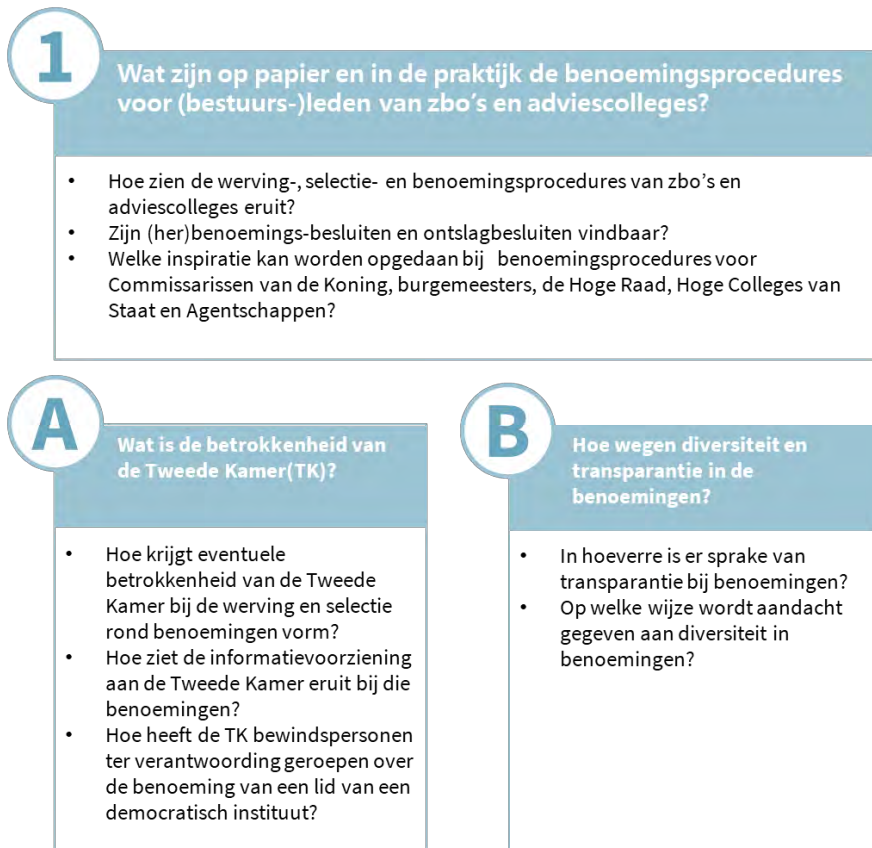 1
Wat zijn op papier en in de praktijk de benoemingsprocedures
voor (bestuurs-)leden van zbo's en adviescolleges?
• Hoe zien de werving-, selectie- en benoemingsprocedures van zbo's en
adviescolleges eruit?
• Zijn (her)benoemings-besluiten en ontslagbesluiten vindbaar?
• Welke inspiratie kan worden opgedaan bij benoemingsprocedures voor
Commissarissen van de Koning, burgemeesters, de Hoge Raad, Hoge Colleges van
Staat en Agentschappen?
A
Wat is de betrokkenheid van
de Tweede Kamer(TK)?
• Hoe krijgt eventuele
betrokkenheid van de Tweede
Kamer bij de werving en selectie
rond benoemingen vorm?
• Hoe ziet de informatievoorziening
aan de Tweede Kamer eruit bij die
benoemingen?
• Hoe heeft de TK bewindspersonen
ter verantwoording geroepen over
de benoeming van een lid van een
democratisch instituut?
B
Hoe wegen diversiteit en
transparantie in de
benoemingen?
• In hoeverre is er sprake van
transparantie bij benoemingen?
• Op welke wijze wordt aandacht
gegeven aan diversiteit in
benoemingen?